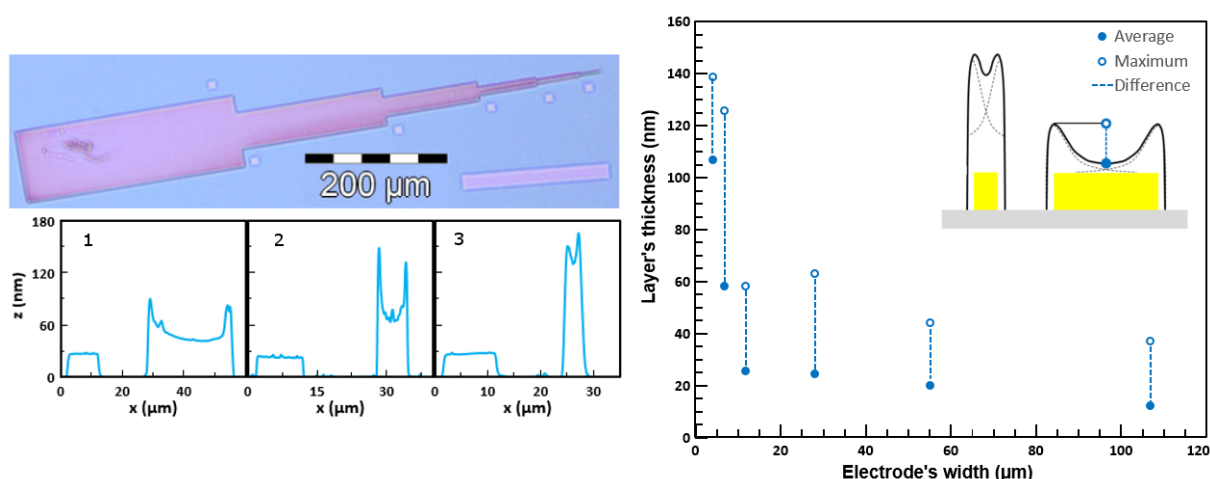 200 µm
180
120
60
0
z (nm)
1
2
3
0 20 40
0 15 30
0 10 20 30
x (µm)
x (µm)
x (µm)
160
140
120
100
80
60
40
20
0
Layer's thickness (nm)
Average
Maximum
Difference
0 20 40 60 80 100 120
Electrode's width (µm)